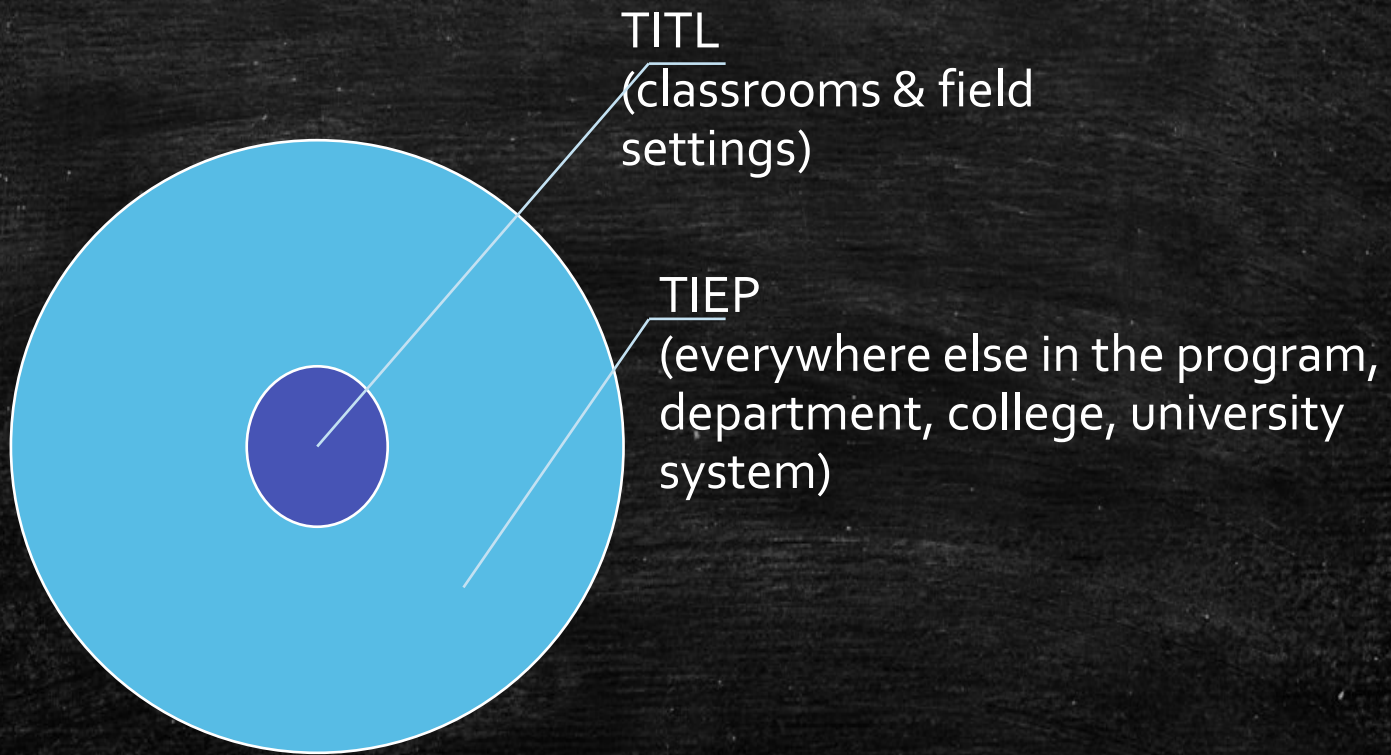 TITL
(classrooms & field
settings)
TIEP
(everywhere else in the program,
department, college, university
system)